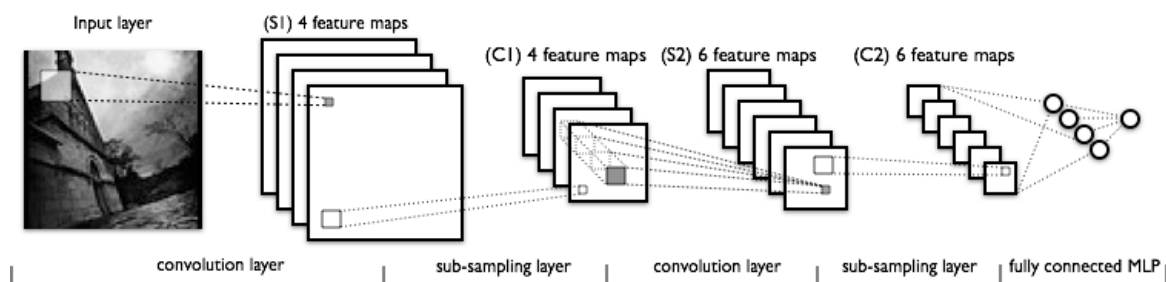 Input layer
(S1) 4 feature maps
(C1) 4 feature maps
(S2) 6 feature maps
(C2) 6 feature maps
convolution layer
sub-sampling layer
convolution layer
sub-sampling layer
fully connected MLP